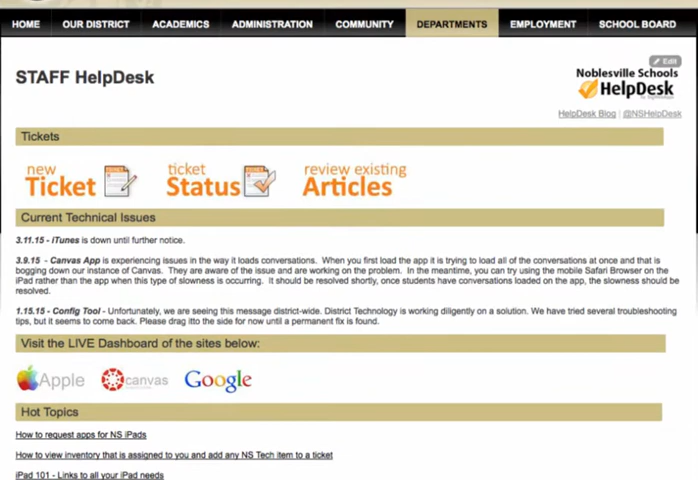 HOME OUR DISTRICT ACADEMICS ADMINISTRATION COMMUNITY DEPARTMENTS EMPLOYMENT SCHOOL BOARD
Edit
STAFF HelpDesk
Noblesville Schools
HelpDesk
HelpDesk Blog | @NSHelpDesk
Tickets
new Ticket
ticket Status
review existing Articles
Current Technical Issues
3.11.15 - iTunes is down until further notice.
3.9.15 - Canvas App is experiencing issues in the way it loads conversations. When you first load the app it is trying to load all of the conversations at once and that is
bogging down our instance of Canvas. They are aware of the issue and are working on the problem. In the meantime, you can try using the mobile Safari Browser on the
iPad rather than the app when this type of slowness is occurring. It should be resolved shortly, once students have conversations loaded on the app, the slowness should be
resolved.
1.15.15 - Config Tool - Unfortunately, we are seeing this message district-wide. District Technology is working diligently on a solution. We have tried several troubleshooting
tips, but it seems to come back. Please drag itto the side for now until a permanent fix is found.
Visit the LIVE Dashboard of the sites below:
Apple canvas Google
Hot Topics
How to request apps for NS iPads
How to view inventory that is assigned to you and add any NS Tech item to a ticket
iPad 101 - Links to all your iPad needs